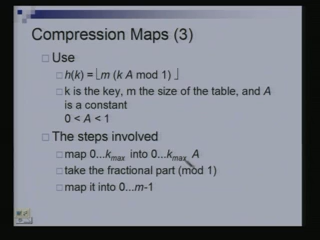 Compression Maps (3)
Use
h(k) = ⌊m (k A mod 1) ⌋
k is the key, m the size of the table, and A
is a constant
0 < A < 1
The steps involved
map 0...kmax into 0...kmax A
take the fractional part (mod 1)
map it into 0...m-1